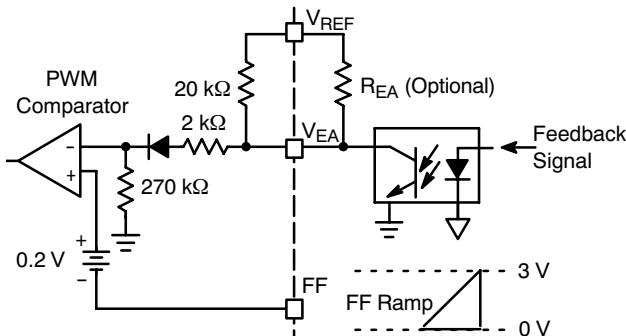 V_REF
PWM
Comparator
20 kΩ
R_EA (Optional)
2 kΩ
V_EA
Feedback
Signal
−
+
270 kΩ
+
0.2 V
−
FF
3 V
FF Ramp
0 V